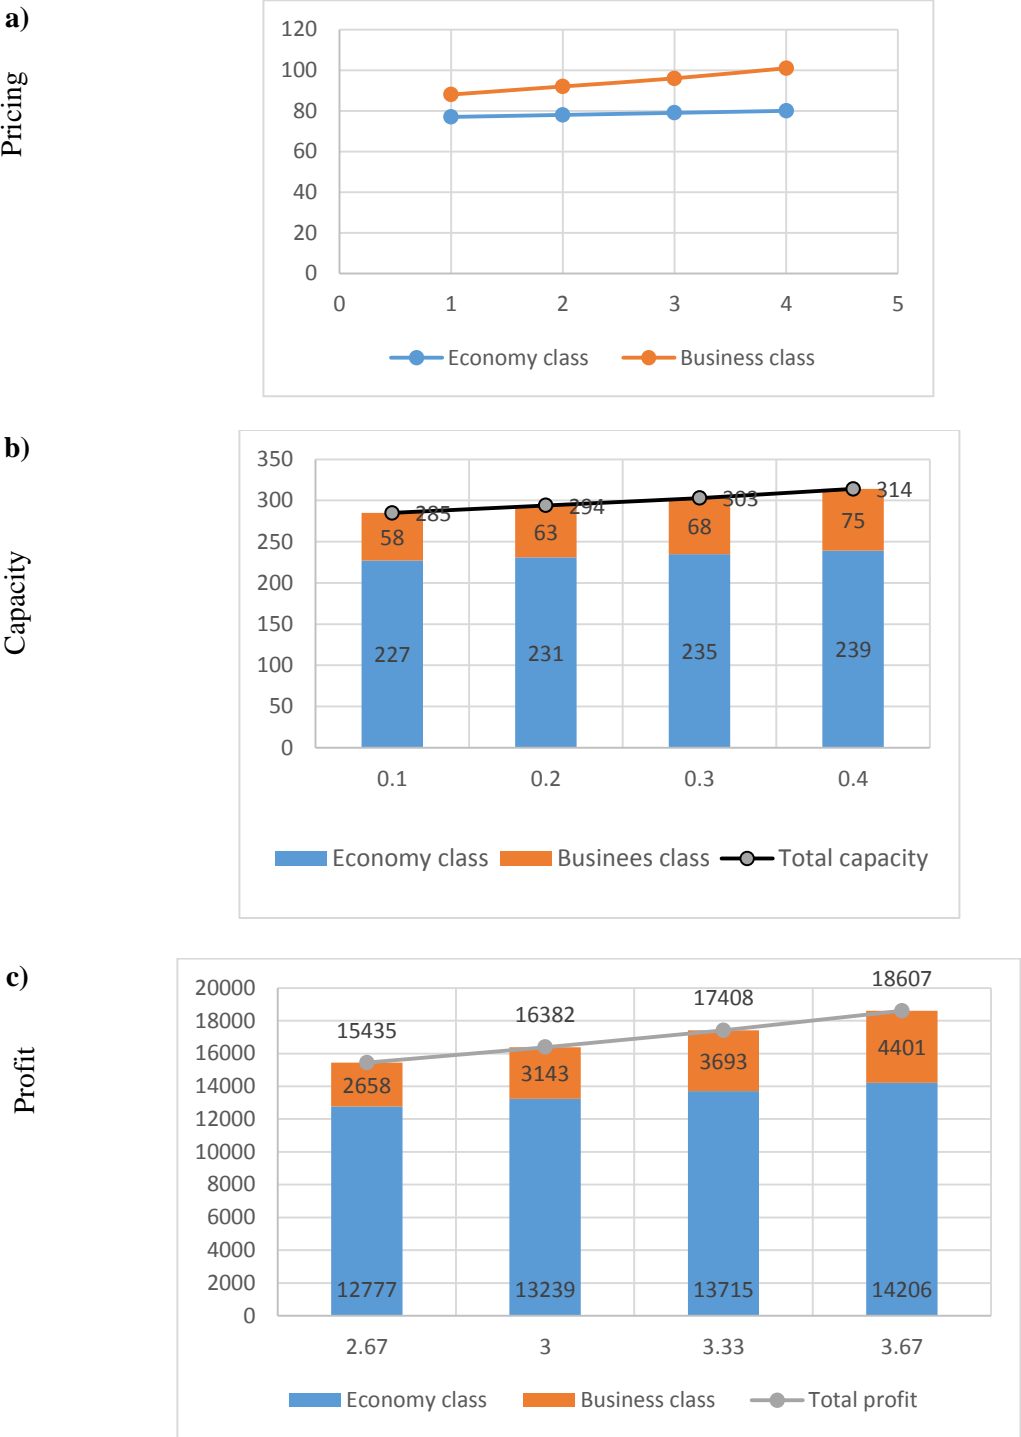 a)
Pricing
120
100
80
60
40
20
0
0 1 2 3 4 5
Economy class Business class
b)
Capacity
350
300
250
200
150
100
50
0
285 294 303 314
58 63 68 75
227 231 235 239
0.1 0.2 0.3 0.4
Economy class Businees class Total capacity
c)
Profit
20000
18000
16000
14000
12000
10000
8000
6000
4000
2000
0
15435 16382 17408 18607
2658 3143 3693 4401
12777 13239 13715 14206
2.67 3 3.33 3.67
Economy class Business class Total profit